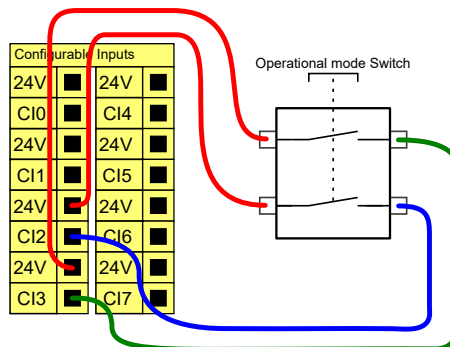 Configurable Inputs
Operational mode Switch
24V 24V
CI0 CI4
24V 24V
CI1 CI5
24V 24V
CI2 CI6
24V 24V
CI3 CI7